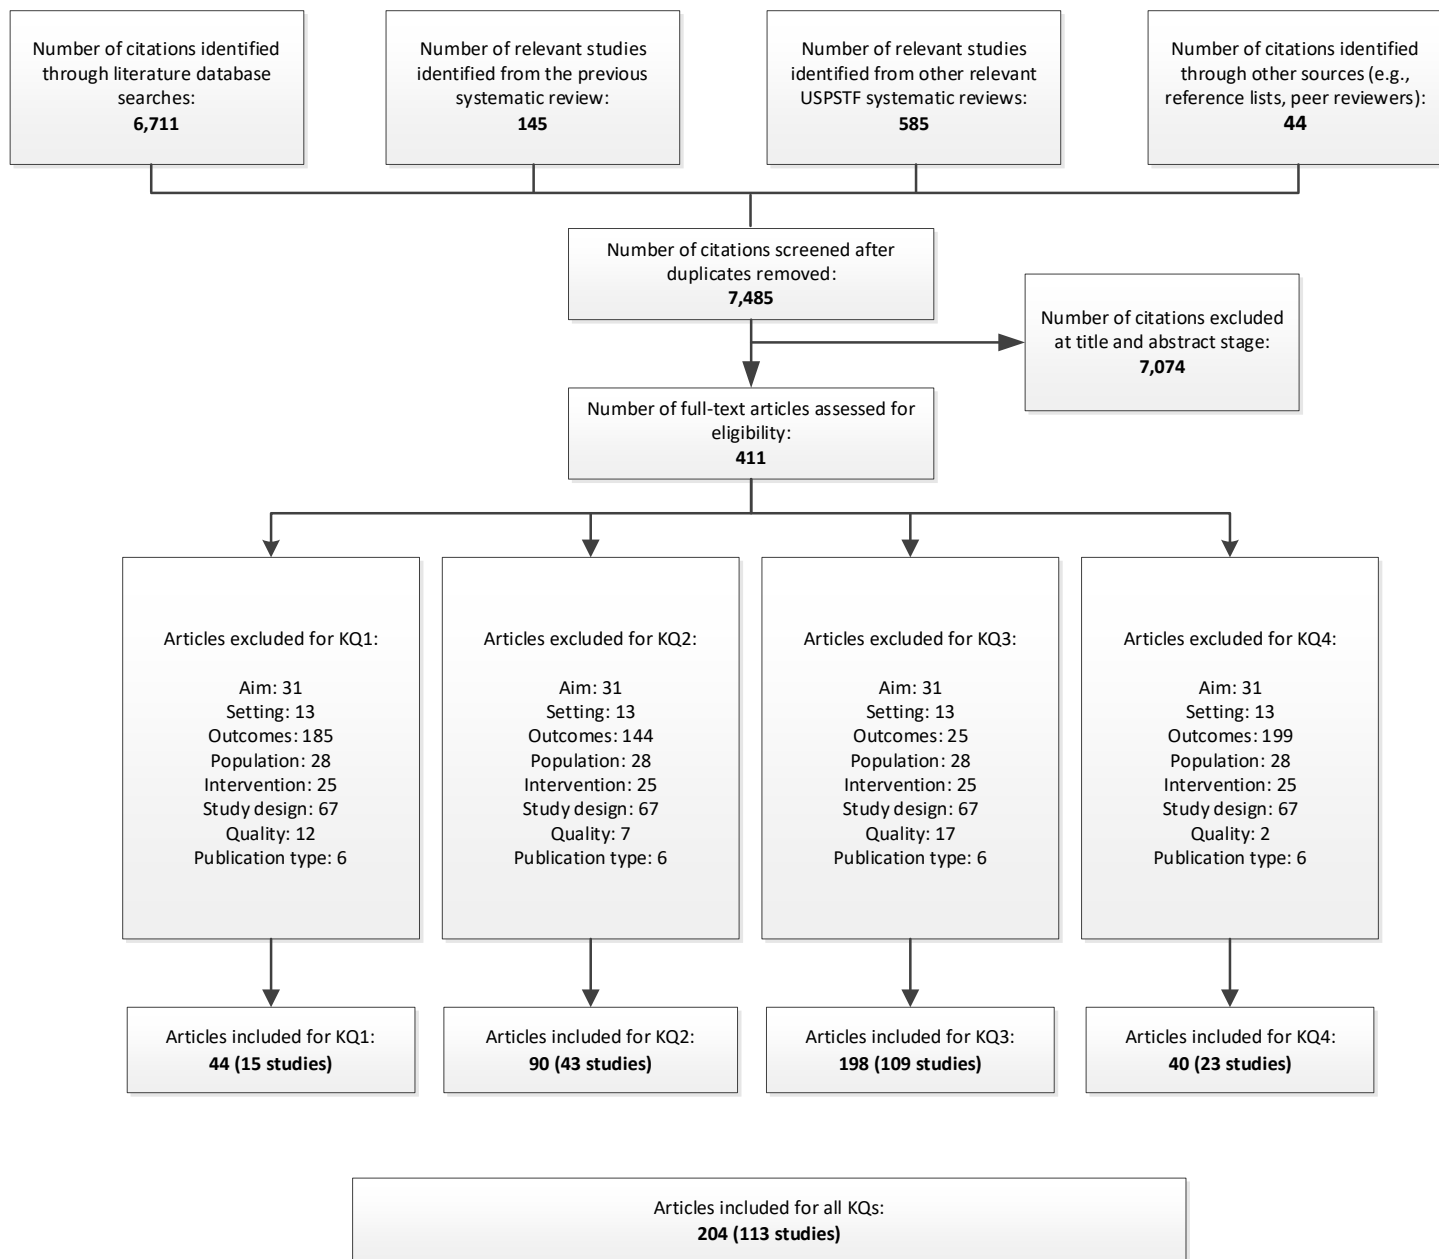 Number of citations identified
through literature database
searches:
6,711
Number of relevant studies
identified from the previous
systematic review:
145
Number of relevant studies
identified from other relevant
USPSTF systematic reviews:
585
Number of citations identified
through other sources (e.g.,
reference lists, peer reviewers):
44
Number of citations screened after
duplicates removed:
7,485
Number of citations excluded
at title and abstract stage:
7,074
Number of full-text articles assessed for
eligibility:
411
Articles excluded for KQ1:
Aim: 31
Setting: 13
Outcomes: 185
Population: 28
Intervention: 25
Study design: 67
Quality: 12
Publication type: 6
Articles excluded for KQ2:
Aim: 31
Setting: 13
Outcomes: 144
Population: 28
Intervention: 25
Study design: 67
Quality: 7
Publication type: 6
Articles excluded for KQ3:
Aim: 31
Setting: 13
Outcomes: 25
Population: 28
Intervention: 25
Study design: 67
Quality: 17
Publication type: 6
Articles excluded for KQ4:
Aim: 31
Setting: 13
Outcomes: 199
Population: 28
Intervention: 25
Study design: 67
Quality: 2
Publication type: 6
Articles included for KQ1:
44 (15 studies)
Articles included for KQ2:
90 (43 studies)
Articles included for KQ3:
198 (109 studies)
Articles included for KQ4:
40 (23 studies)
Articles included for all KQs:
204 (113 studies)